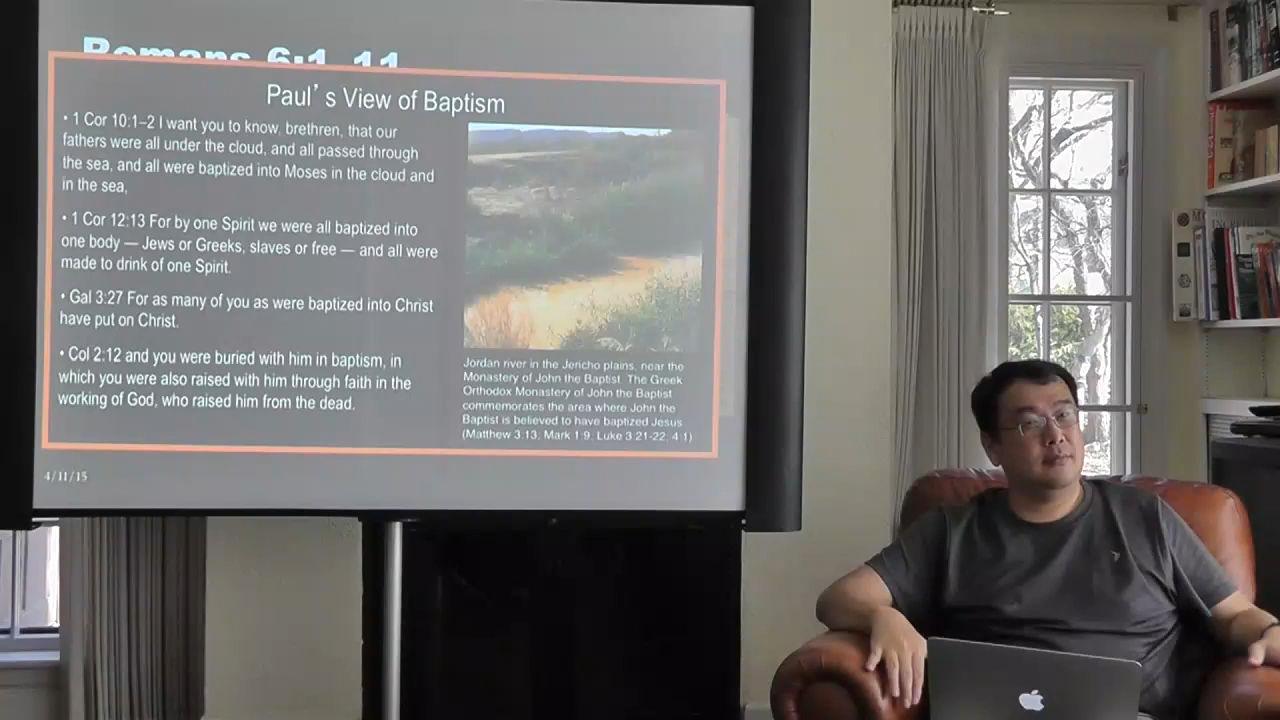 Romans 6:1-11
Paul's View of Baptism
• 1 Cor 10:1–2 I want you to know, brethren, that our
fathers were all under the cloud, and all passed through
the sea, and all were baptized into Moses in the cloud and
in the sea,
• 1 Cor 12:13 For by one Spirit we were all baptized into
one body — Jews or Greeks, slaves or free — and all were
made to drink of one Spirit.
• Gal 3:27 For as many of you as were baptized into Christ
have put on Christ.
• Col 2:12 and you were buried with him in baptism, in
which you were also raised with him through faith in the
working of God, who raised him from the dead.
Jordan river in the Jericho plains, near the
Monastery of John the Baptist. The Greek
Orthodox Monastery of John the Baptist
commemorates the area where John the
Baptist is believed to have baptized Jesus
(Matthew 3:13; Mark 1:9; Luke 3:21-22; 4:1)
4/11/15